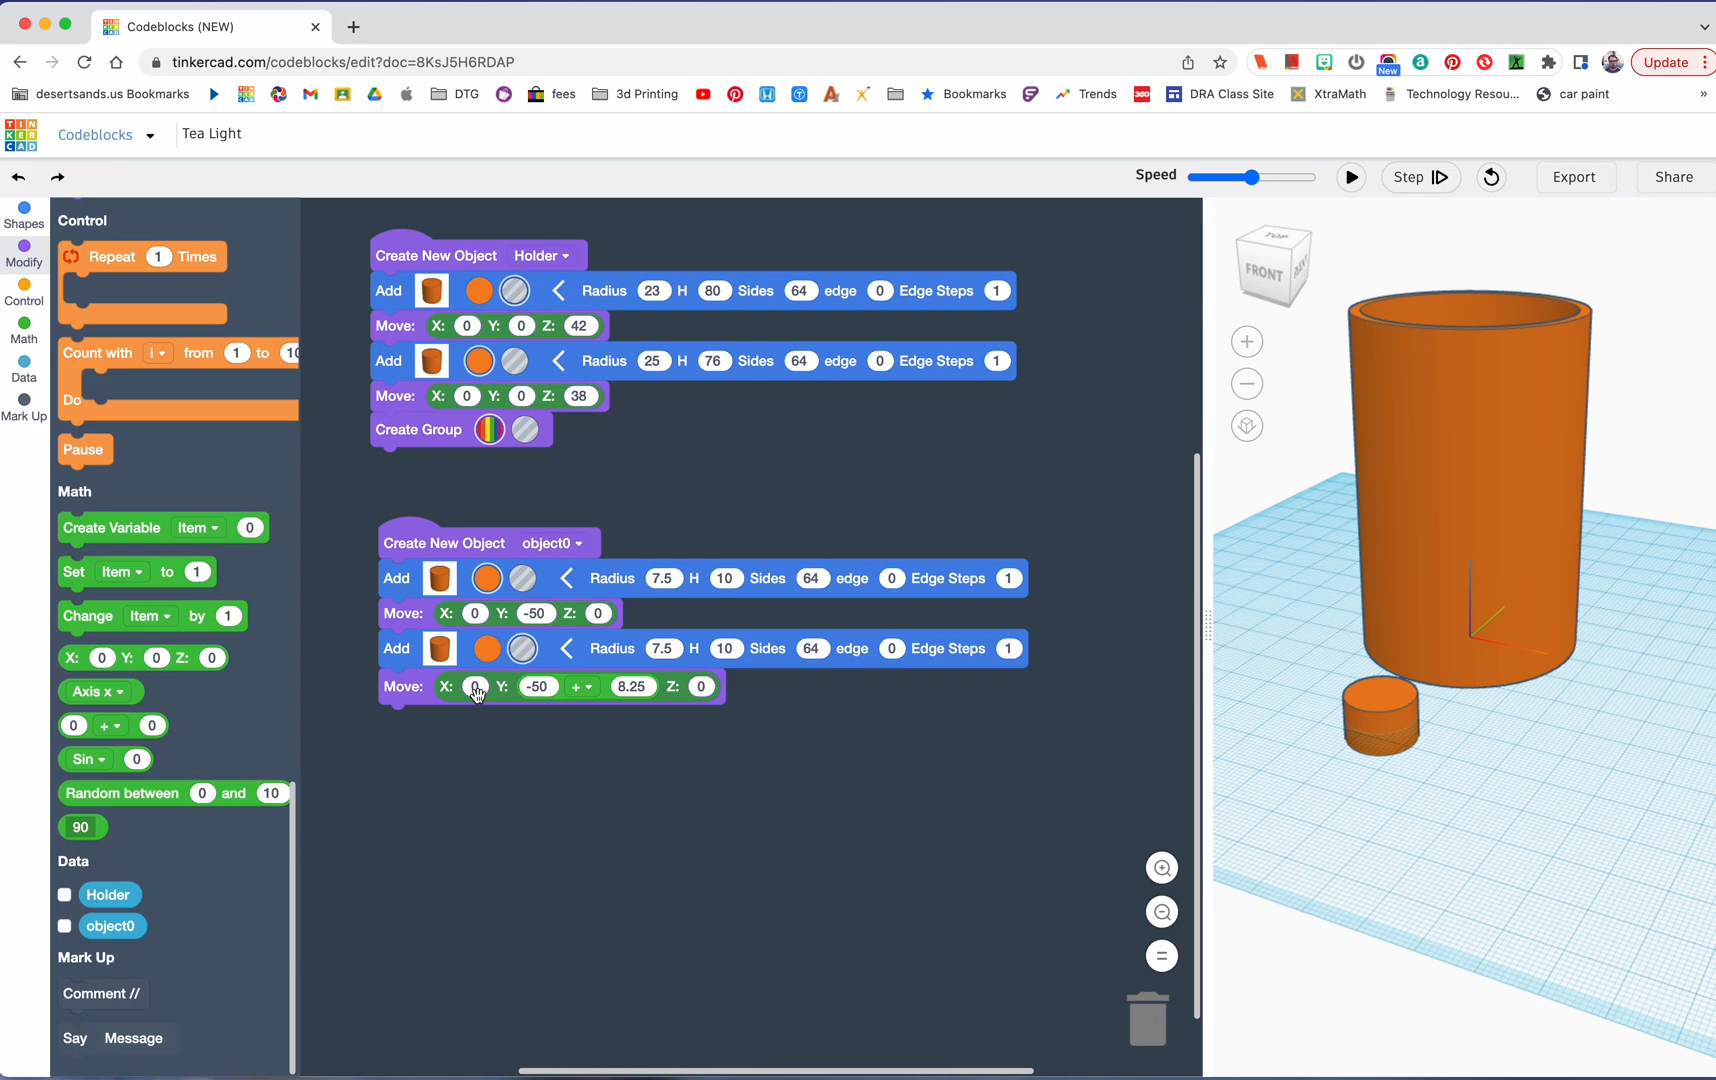 Codeblocks (NEW)
tinkercad.com/codeblocks/edit?doc=8KsJ5H6RDAP
New
Update
desertsands.us Bookmarks
DTG
fees
3d Printing
Bookmarks
Trends
360
DRA Class Site
XtraMath
Technology Resou...
car paint
»
TINKERCAD
Codeblocks
Tea Light
Speed
Step
Export
Share
Shapes
Modify
Control
Math
Data
Mark Up
Control
Repeat 1 Times
Count with i from 1 to 10
Do
Pause
Math
Create Variable Item 0
Set Item to 1
Change Item by 1
X: 0 Y: 0 Z: 0
Axis x
0 + 0
Sin 0
Random between 0 and 10
90
Data
Holder
object0
Mark Up
Comment //
Say Message
Create New Object Holder
Add Radius 23 H 80 Sides 64 edge 0 Edge Steps 1
Move: X: 0 Y: 0 Z: 42
Add Radius 25 H 76 Sides 64 edge 0 Edge Steps 1
Move: X: 0 Y: 0 Z: 38
Create Group
Create New Object object0
Add Radius 7.5 H 10 Sides 64 edge 0 Edge Steps 1
Move: X: 0 Y: -50 Z: 0
Add Radius 7.5 H 10 Sides 64 edge 0 Edge Steps 1
Move: X: 0 Y: -50 + 8.25 Z: 0
TOP
FRONT
RIGHT